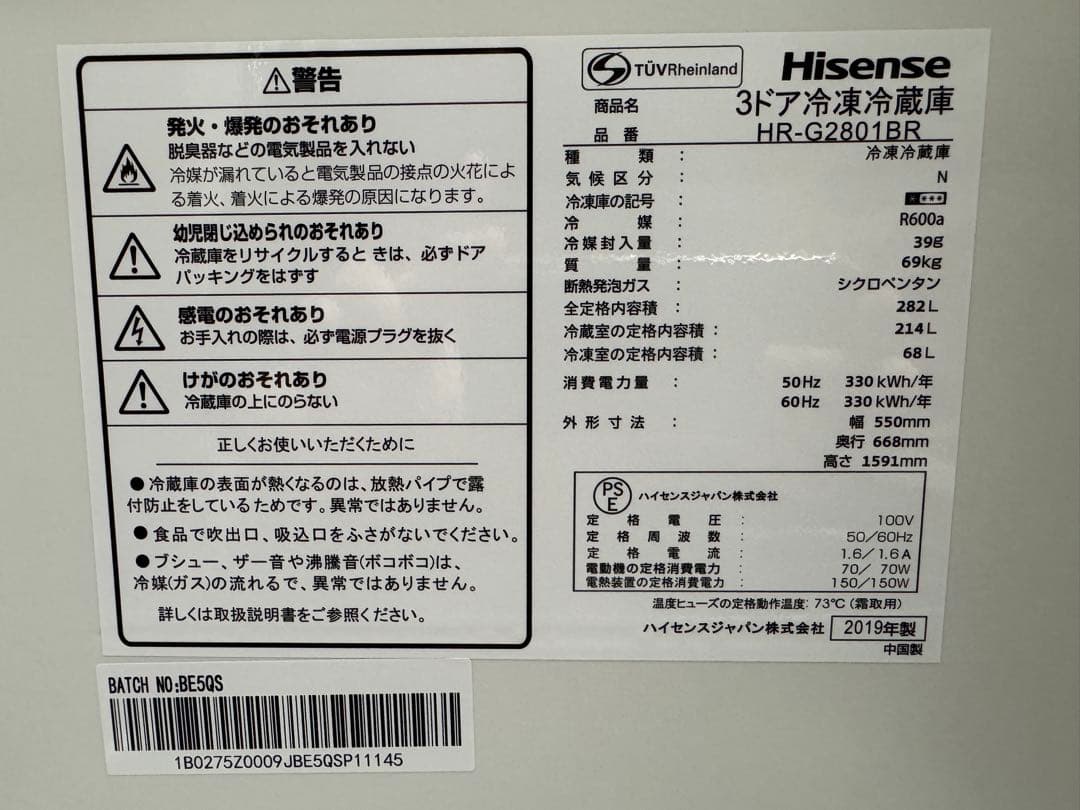 ⚠警告
発火・爆発のおそれあり
脱臭器などの電気製品を入れない
冷媒が漏れていると電気製品の接点の火花によ
る着火、着火による爆発の原因になります。
幼児閉じ込められのおそれあり
冷蔵庫をリサイクルすると きは、必ずドア
パッキングをはずす
感電のおそれあり
お手入れの際は、必ず電源プラグを抜く
けがのおそれあり
冷蔵庫の上にのらない
正しくお使いいただくために
●冷蔵庫の表面が熱くなるのは、放熱パイプで露
付防止をしているためです。異常ではありません。
●食品で吹出口、吸込口をふさがないでください。
●ブシュー、ザー音や沸騰音(ボコボコ)は、
冷媒(ガス)の流れるで、異常ではありません。
詳しくは取扱説明書をご参照ください。
TÜVRheinland
Hisense
商品名 3ドア冷凍冷蔵庫
品番 HR-G2801BR
種類 : 冷凍冷蔵庫
気候区分 : N
冷凍庫の記号 : * ***
冷媒 : R600a
冷媒封入量 : 39g
質量 : 69kg
断熱発泡ガス : シクロペンタン
全定格内容積 : 282L
冷蔵室の定格内容積 : 214L
冷凍室の定格内容積 : 68L
消費電力量 : 50Hz 330kWh/年
60Hz 330kWh/年
外形寸法 : 幅 550mm
奥行 668mm
高さ 1591mm
PS E ハイセンスジャパン株式会社
定格電圧 : 100V
定格周波数 : 50/60Hz
定格電流 : 1.6/1.6A
電動機の定格消費電力 : 70/70W
電熱装置の定格消費電力 : 150/150W
温度ヒューズの定格動作温度: 73℃(霜取用)
ハイセンスジャパン株式会社 2019年製
中国製
BATCH NO:BE5QS
1B0275Z0009JBE5QSP11145